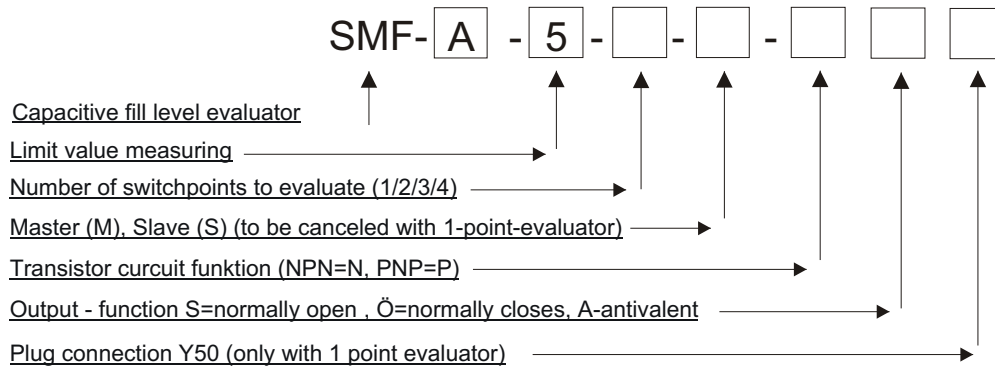 SMF- A - 5 - - -
Capacitive fill level evaluator
Limit value measuring
Number of switchpoints to evaluate (1/2/3/4)
Master (M), Slave (S) (to be canceled with 1-point-evaluator)
Transistor curcuit funktion (NPN=N, PNP=P)
Output - function S=normally open , Ö=normally closes, A-antivalent
Plug connection Y50 (only with 1 point evaluator)